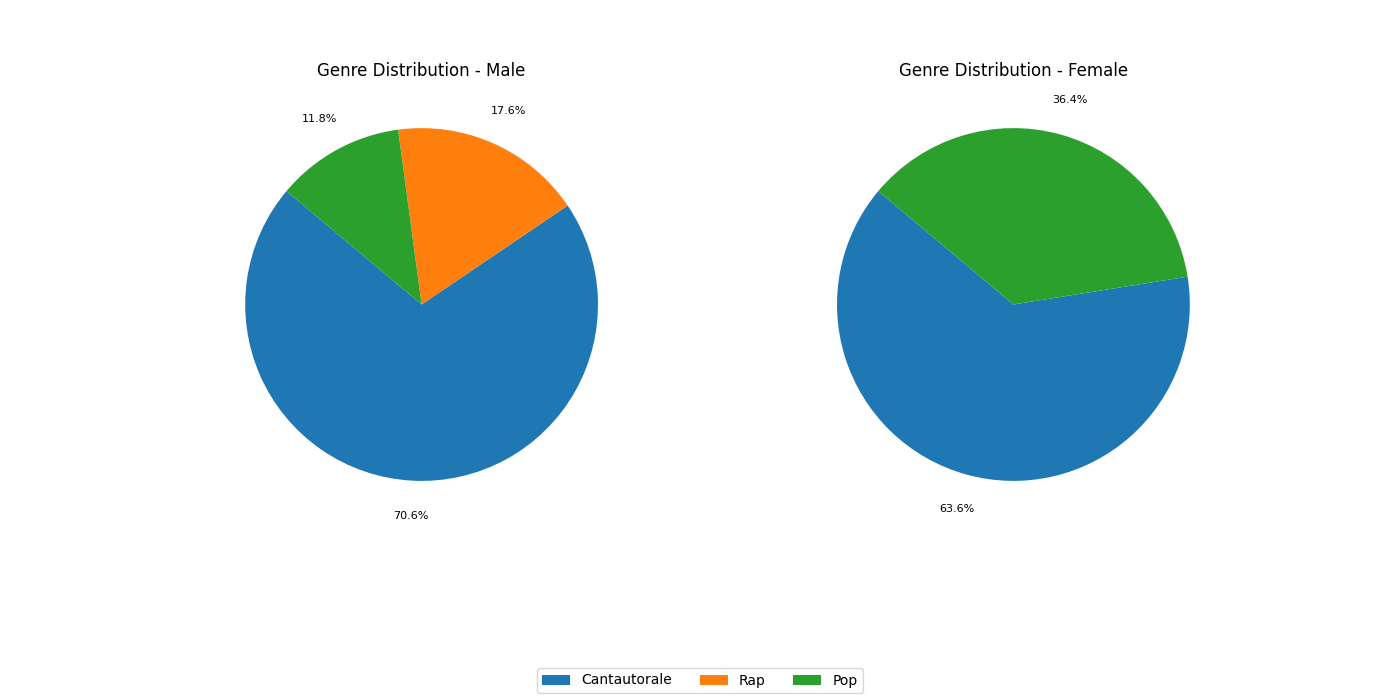 Genre Distribution - Male
11.8%
17.6%
70.6%
Genre Distribution - Female
36.4%
63.6%
Cantautorale Rap Pop